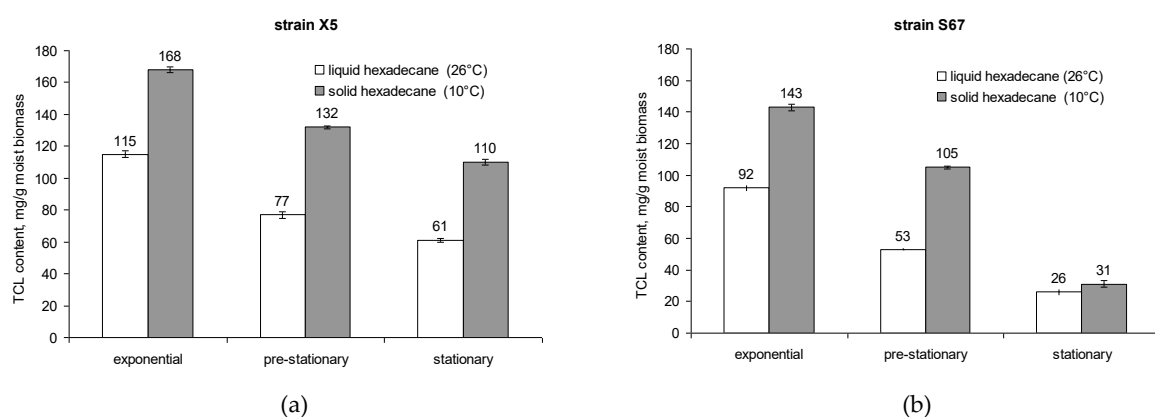 strain X5
TCL content, mg/g moist biomass
180
160
140
120
100
80
60
40
20
0
liquid hexadecane (26°C)
solid hexadecane (10°C)
115
168
77
132
61
110
exponential
pre-stationary
stationary
(a)
strain S67
TCL content, mg/g moist biomass
180
160
140
120
100
80
60
40
20
0
liquid hexadecane (26°C)
solid hexadecane (10°C)
92
143
53
105
26
31
exponential
pre-stationary
stationary
(b)